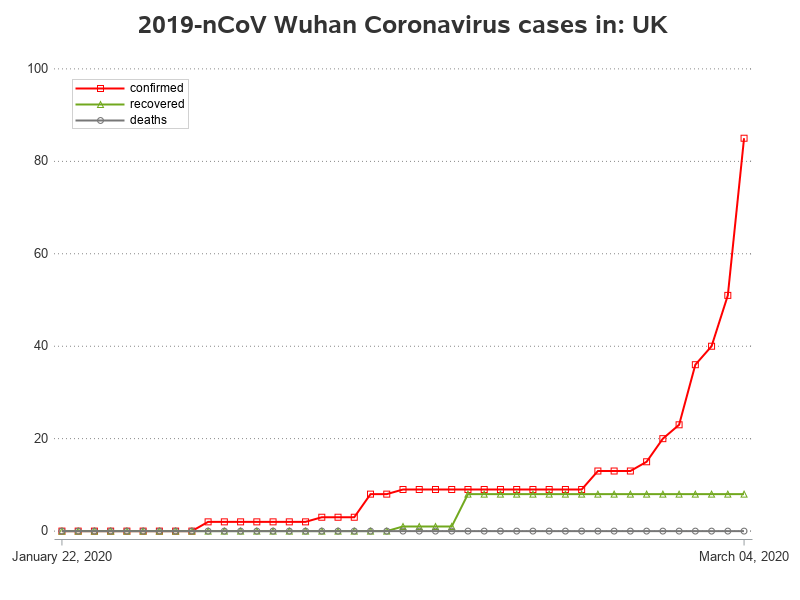 2019-nCoV Wuhan Coronavirus cases in: UK
100
80
60
40
20
0
confirmed
recovered
deaths
January 22, 2020
March 04, 2020